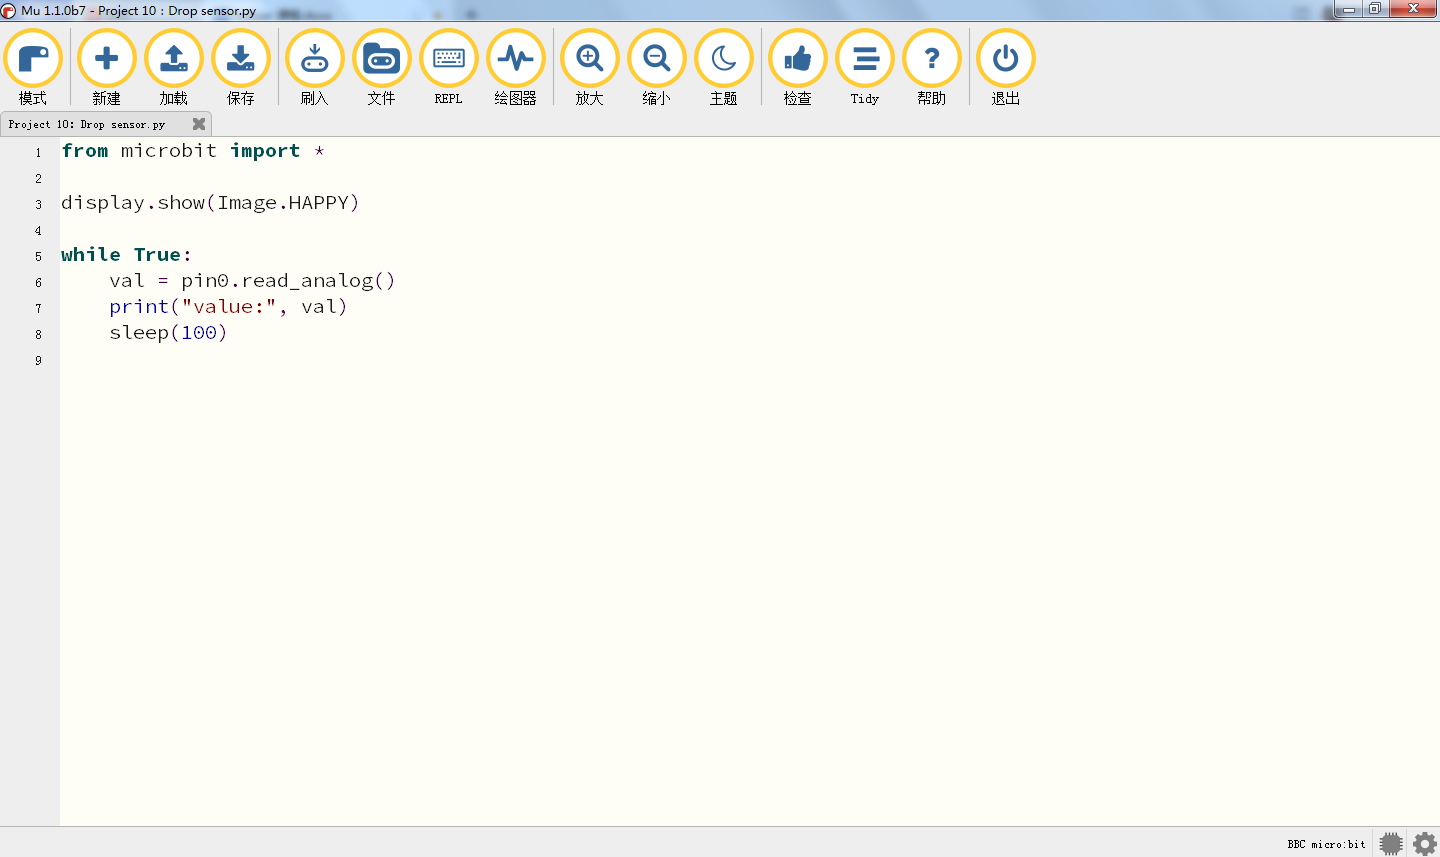 Mu 1.1.0b7 - Project 10 : Drop sensor.py
模式 新建 加载 保存 刷入 文件 REPL 绘图器 放大 缩小 主题 检查 Tidy 帮助 退出
Project 10: Drop sensor.py
1 from microbit import *
2
3 display.show(Image.HAPPY)
4
5 while True:
6 val = pin0.read_analog()
7 print("value:", val)
8 sleep(100)
9
BBC micro:bit